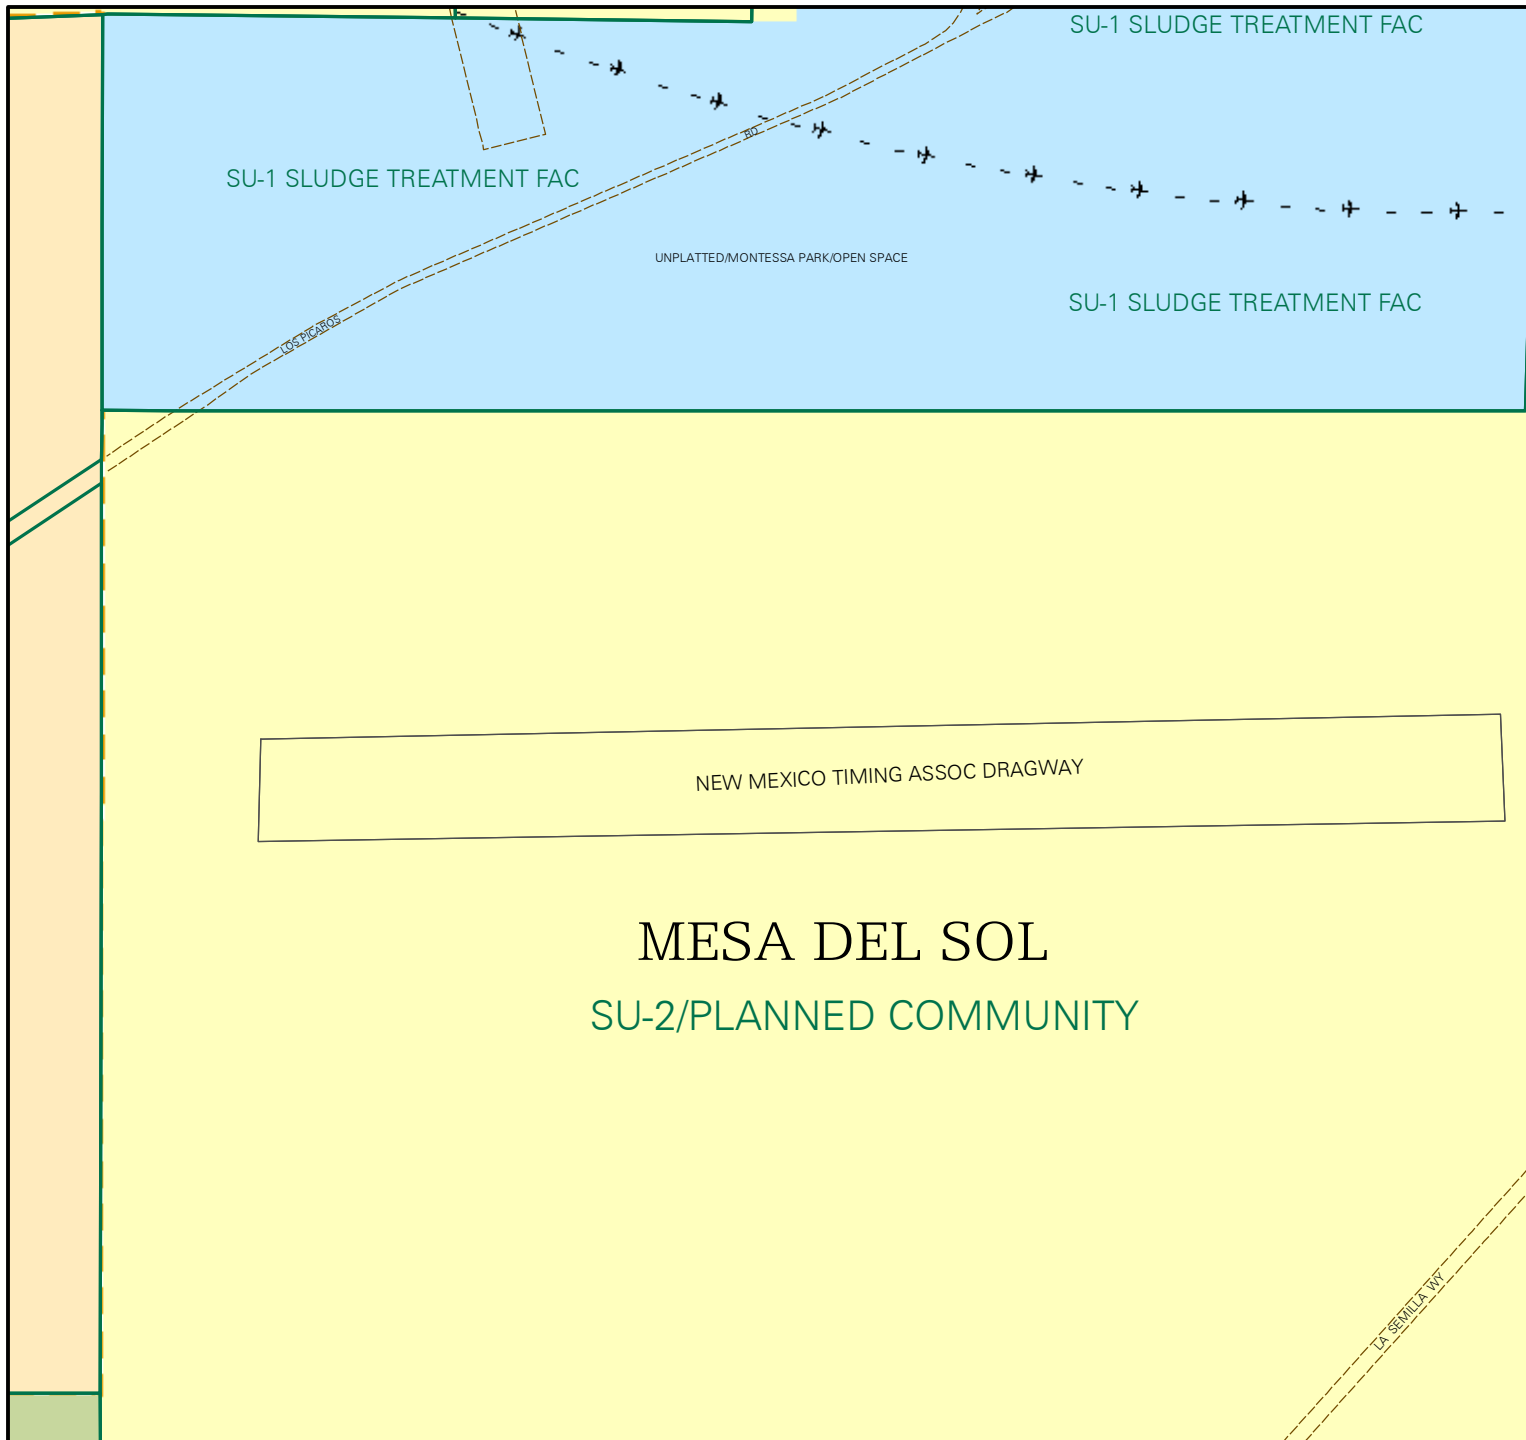 SU-1 SLUDGE TREATMENT FAC
RD
SU-1 SLUDGE TREATMENT FAC
UNPLATTED/MONTESSA PARK/OPEN SPACE
SU-1 SLUDGE TREATMENT FAC
LOS PICAROS
NEW MEXICO TIMING ASSOC DRAGWAY
MESA DEL SOL
SU-2/PLANNED COMMUNITY
LA SEMILLA WY